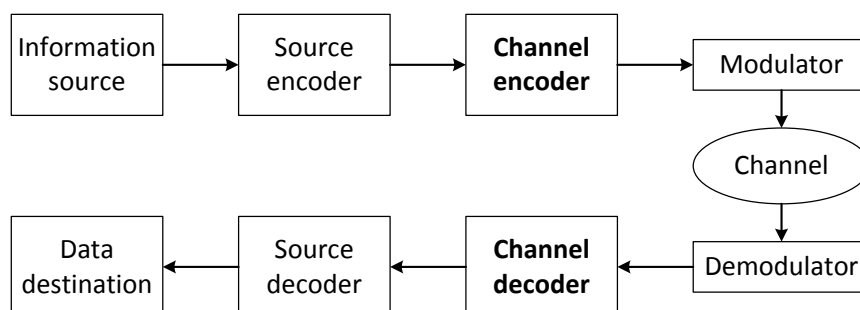 Information
source
Source
encoder
Channel
encoder
Modulator
Channel
Data
destination
Source
decoder
Channel
decoder
Demodulator